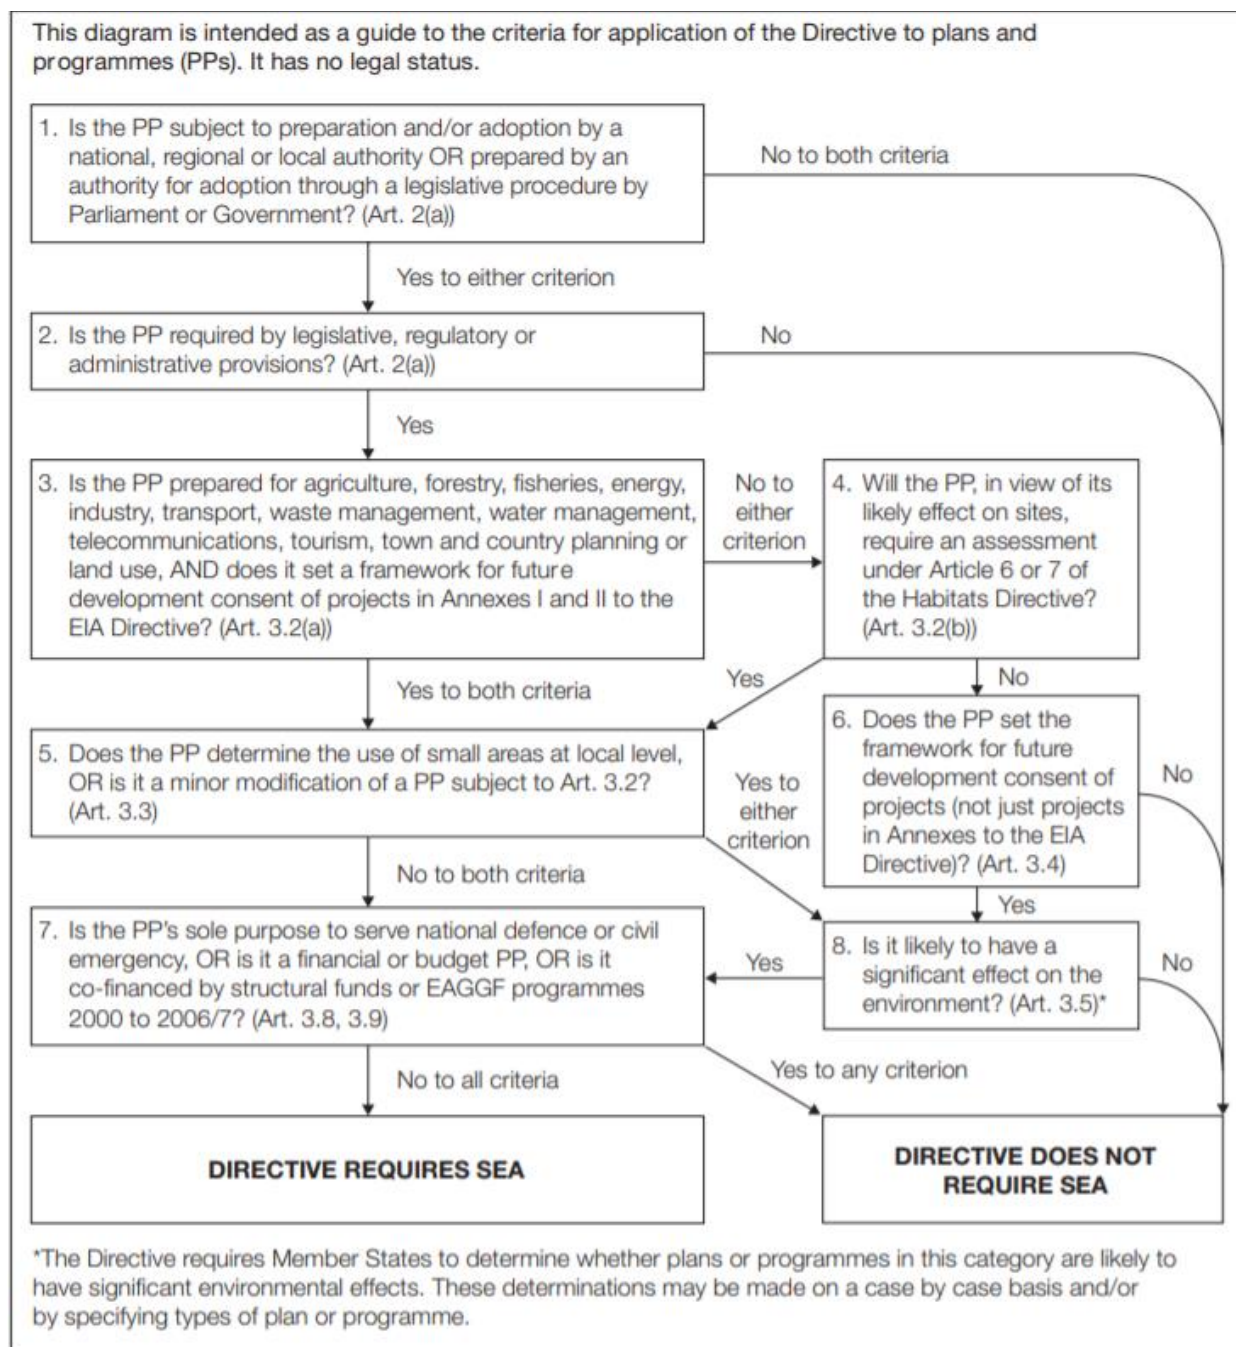 This diagram is intended as a guide to the criteria for application of the Directive to plans and
programmes (PPs). It has no legal status.
1. Is the PP subject to preparation and/or adoption by a
national, regional or local authority OR prepared by an
authority for adoption through a legislative procedure by
Parliament or Government? (Art. 2(a))
No to both criteria
Yes to either criterion
2. Is the PP required by legislative, regulatory or
administrative provisions? (Art. 2(a))
No
Yes
3. Is the PP prepared for agriculture, forestry, fisheries, energy,
industry, transport, waste management, water management,
telecommunications, tourism, town and country planning or
land use, AND does it set a framework for future
development consent of projects in Annexes I and II to the
EIA Directive? (Art. 3.2(a))
No to
either
criterion
4. Will the PP, in view of its
likely effect on sites,
require an assessment
under Article 6 or 7 of
the Habitats Directive?
(Art. 3.2(b))
Yes to both criteria
Yes
No
5. Does the PP determine the use of small areas at local level,
OR is it a minor modification of a PP subject to Art. 3.2?
(Art. 3.3)
Yes to
either
criterion
6. Does the PP set the
framework for future
development consent of
projects (not just projects
in Annexes to the EIA
Directive)? (Art. 3.4)
No
No to both criteria
Yes
7. Is the PP's sole purpose to serve national defence or civil
emergency, OR is it a financial or budget PP, OR is it
co-financed by structural funds or EAGGF programmes
2000 to 2006/7? (Art. 3.8, 3.9)
Yes
8. Is it likely to have a
significant effect on the
environment? (Art. 3.5)*
No
No to all criteria
Yes to any criterion
DIRECTIVE REQUIRES SEA
DIRECTIVE DOES NOT
REQUIRE SEA
*The Directive requires Member States to determine whether plans or programmes in this category are likely to
have significant environmental effects. These determinations may be made on a case by case basis and/or
by specifying types of plan or programme.